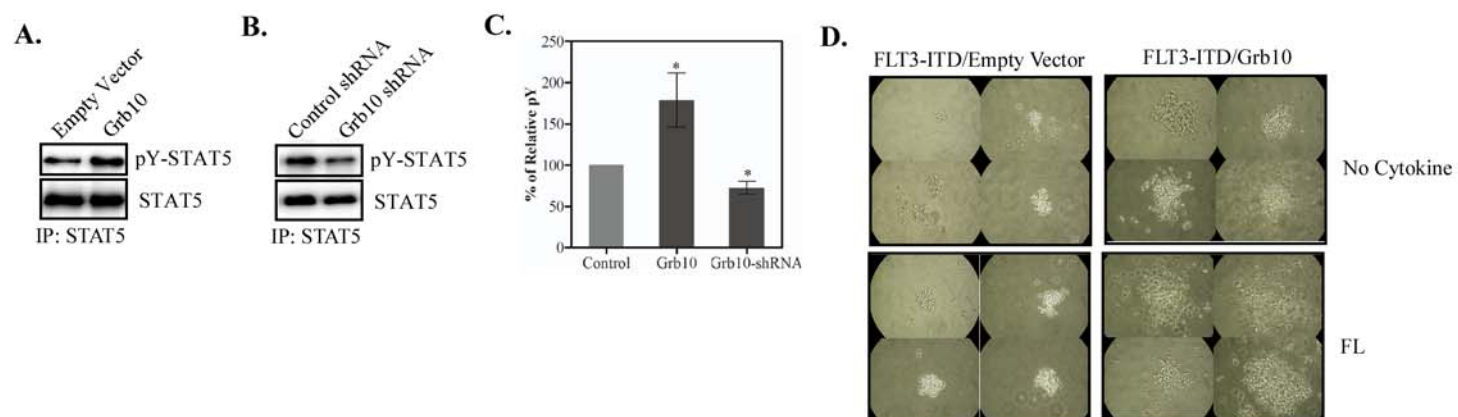 A.
Empty Vector
Grb10
pY-STAT5
STAT5
IP: STAT5
B.
Control shRNA
Grb10 shRNA
pY-STAT5
STAT5
IP: STAT5
C.
% of Relative pY
250
200
150
100
50
0
*
*
Control
Grb10
Grb10-shRNA
D.
FLT3-ITD/Empty Vector
FLT3-ITD/Grb10
No Cytokine
FL